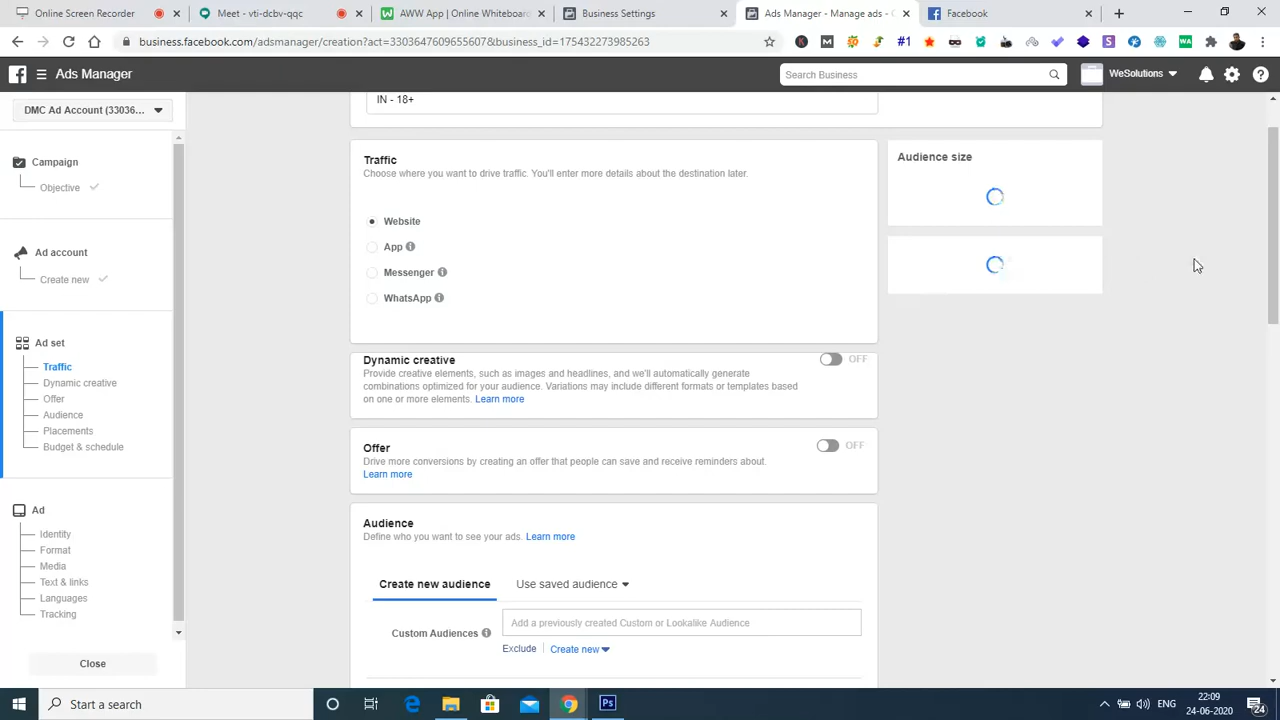 Online Screen Recorder
Meet - vti-dcbv-qqc
AWW App | Online Whiteboard
Business Settings
Ads Manager - Manage ads - C
Facebook
business.facebook.com/adsmanager/creation?act=3303647609655607&business_id=175432273985263
#1
Ads Manager
Search Business
WeSolutions
DMC Ad Account (33036...
Campaign
Objective
Ad account
Create new
Ad set
Traffic
Dynamic creative
Offer
Audience
Placements
Budget & schedule
Ad
Identity
Format
Media
Text & links
Languages
Tracking
Close
IN - 18+
Traffic
Choose where you want to drive traffic. You'll enter more details about the destination later.
Website
App
Messenger
WhatsApp
Audience size
Dynamic creative
OFF
Provide creative elements, such as images and headlines, and we'll automatically generate
combinations optimized for your audience. Variations may include different formats or templates based
on one or more elements. Learn more
Offer
OFF
Drive more conversions by creating an offer that people can save and receive reminders about.
Learn more
Audience
Define who you want to see your ads. Learn more
Create new audience
Use saved audience
Custom Audiences
Add a previously created Custom or Lookalike Audience
Exclude
Create new
Start a search
Ps
ENG
22:09
24-06-2020
24